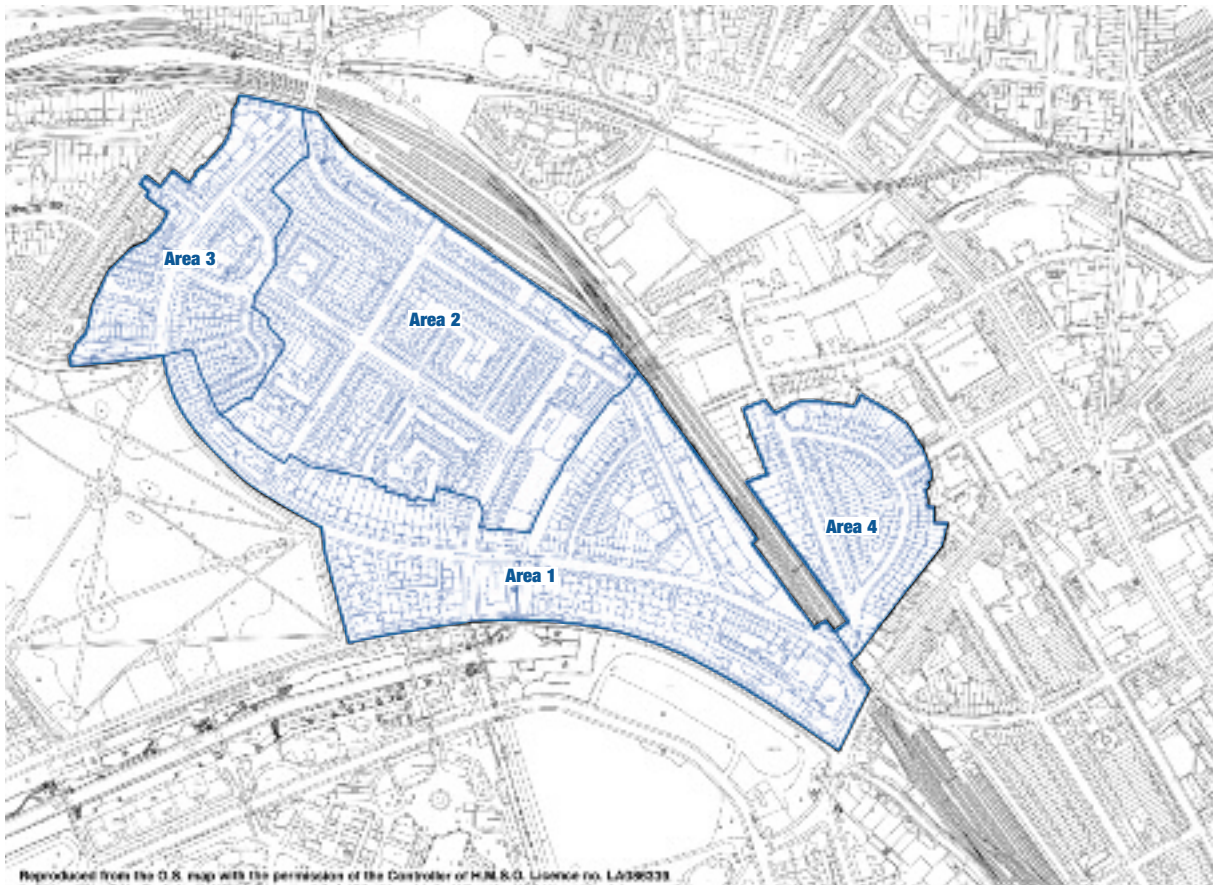 Area 3
Area 2
Area 4
Area 1
Reproduced from the O.S. map with the permission of the Controller of H.M.S.O. Licence no.